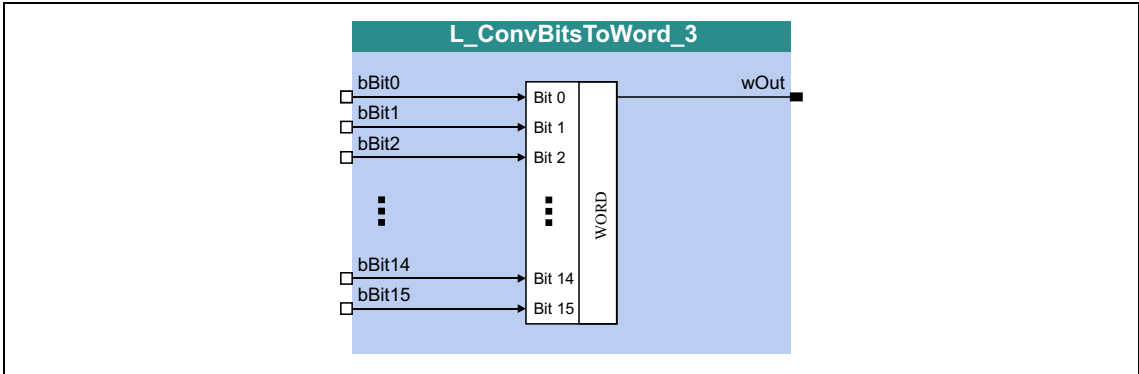 L_ConvBitsToWord_3
bBit0
wOut
Bit 0
bBit1
Bit 1
bBit2
Bit 2
WORD
bBit14
Bit 14
bBit15
Bit 15